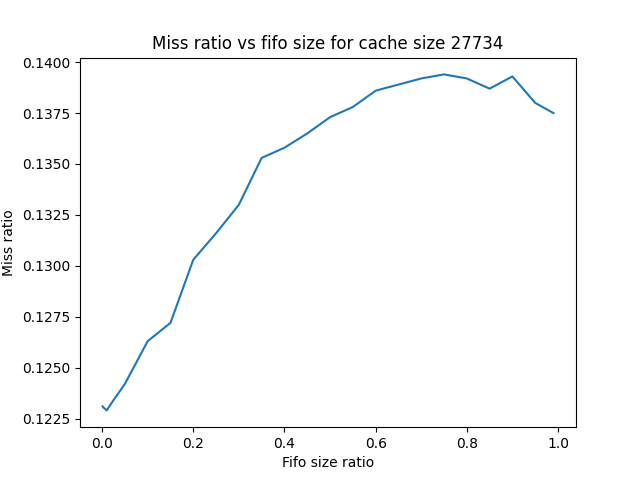 Miss ratio vs fifo size for cache size 27734
0.1400
0.1375
0.1350
0.1325
0.1300
0.1275
0.1250
0.1225
Miss ratio
0.0 0.2 0.4 0.6 0.8 1.0
Fifo size ratio